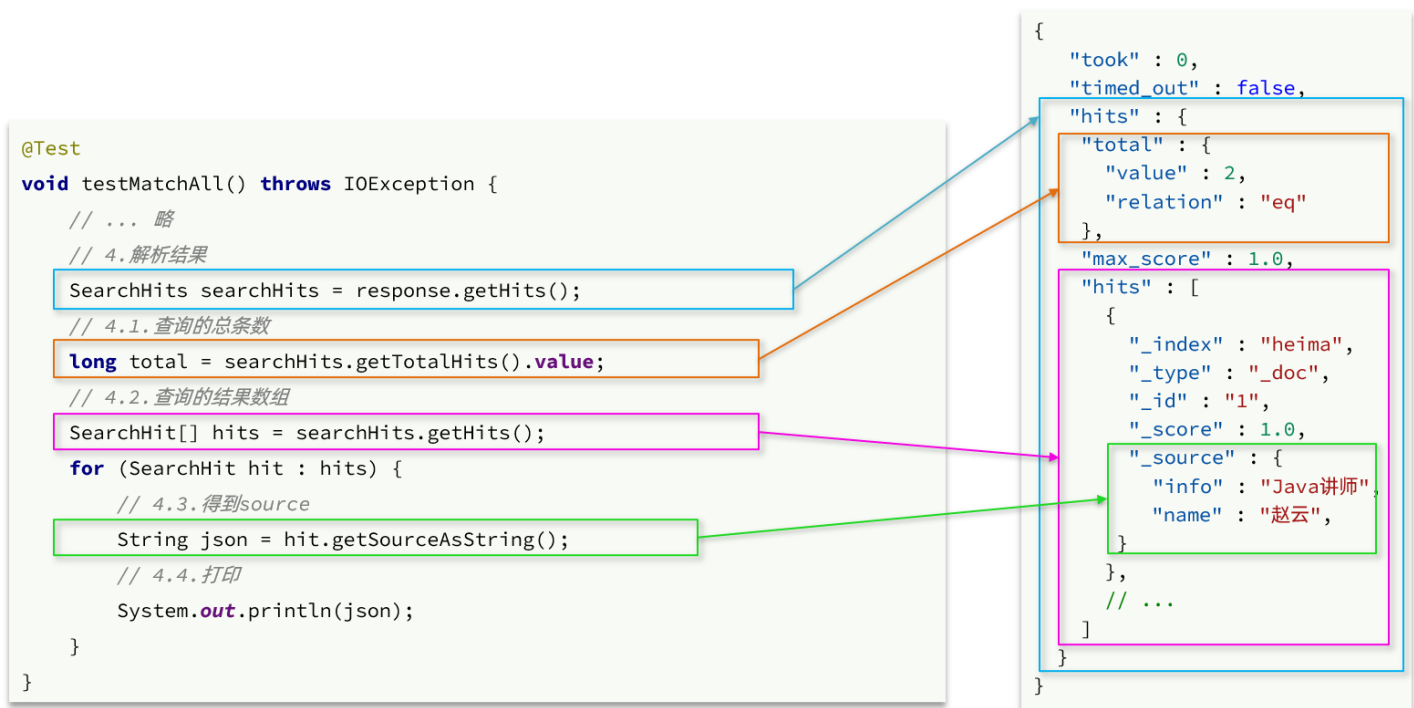 @Test
void testMatchAll() throws IOException {
    // ... 略
    // 4.解析结果
    SearchHits searchHits = response.getHits();
    // 4.1.查询的总条数
    long total = searchHits.getTotalHits().value;
    // 4.2.查询的结果数组
    SearchHit[] hits = searchHits.getHits();
    for (SearchHit hit : hits) {
        // 4.3.得到source
        String json = hit.getSourceAsString();
        // 4.4.打印
        System.out.println(json);
    }
}
{
  "took" : 0,
  "timed_out" : false,
  "hits" : {
    "total" : {
      "value" : 2,
      "relation" : "eq"
    },
    "max_score" : 1.0,
    "hits" : [
      {
        "_index" : "heima",
        "_type" : "_doc",
        "_id" : "1",
        "_score" : 1.0,
        "_source" : {
          "info" : "Java讲师",
          "name" : "赵云",
        }
      },
      // ...
    ]
  }
}